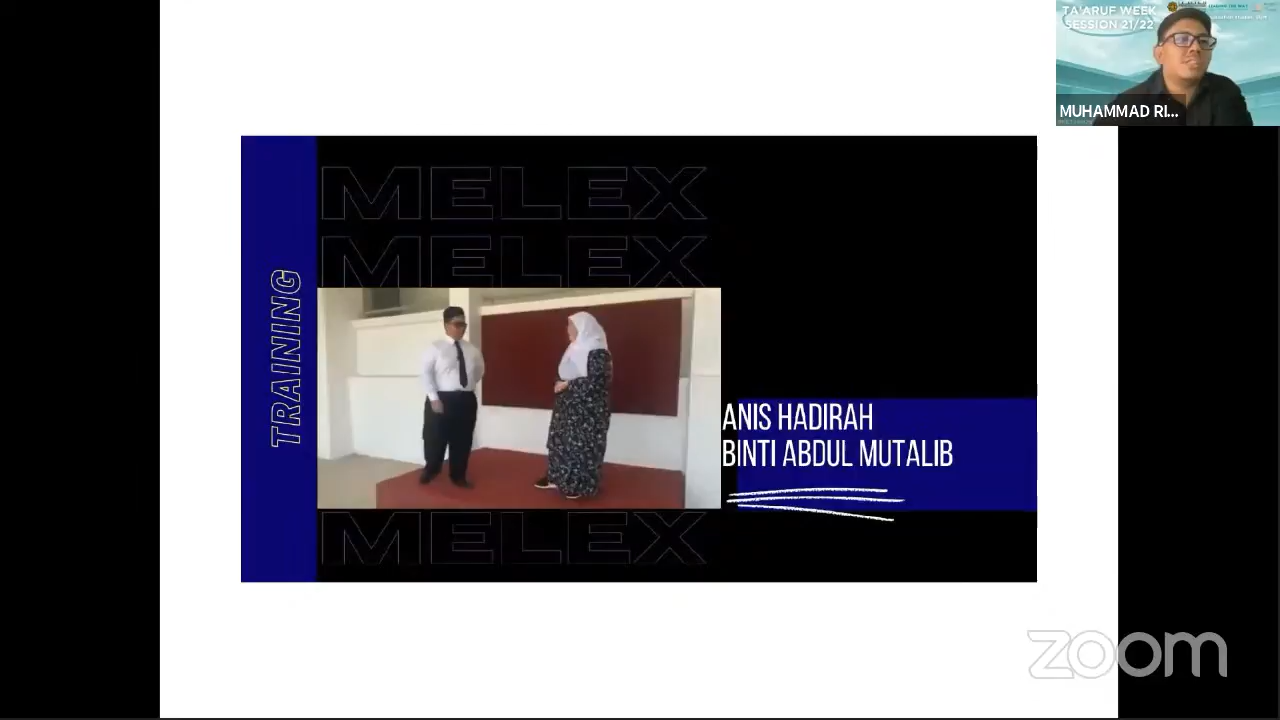 TA'ARUF WEEK
SESSION 21/22
MUHAMMAD RI...
MELEX
MELEX
TRAINING
ANIS HADIRAH
BINTI ABDUL MUTALIB
MELEX
zoom